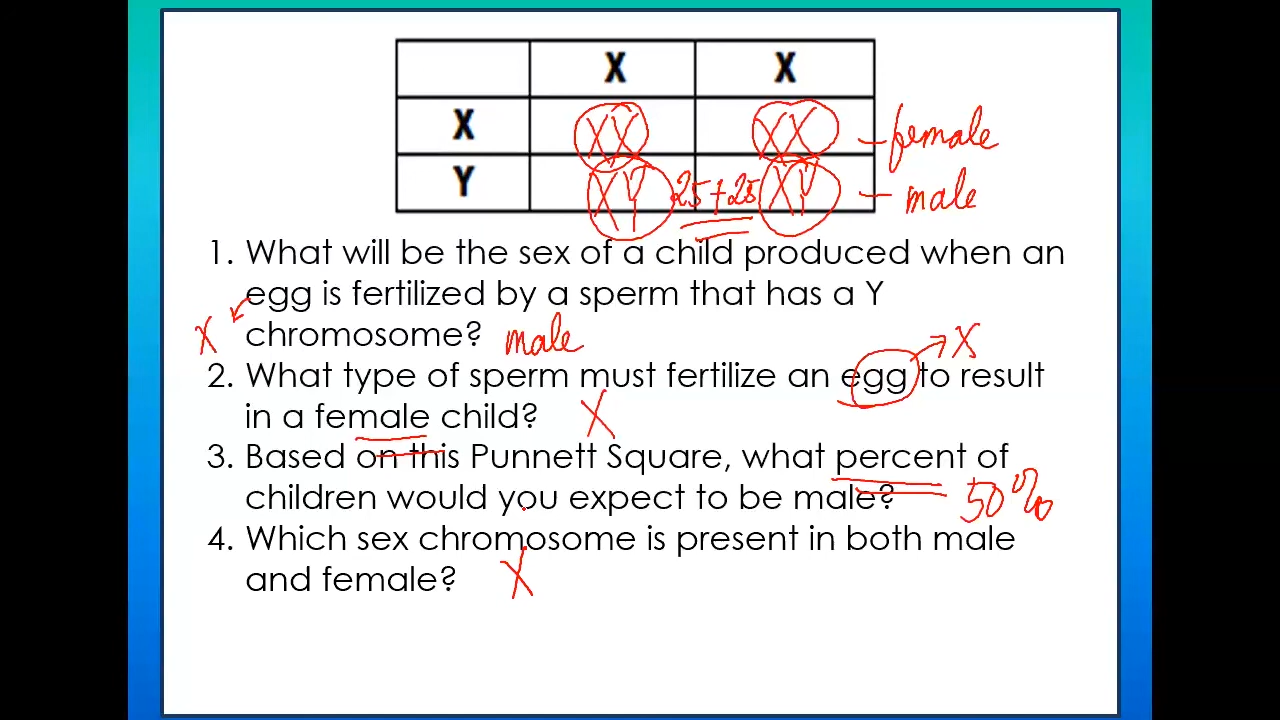 X X
X XX XX – female
Y XY 25+25 XY – male
1. What will be the sex of a child produced when an
egg is fertilized by a sperm that has a Y
X chromosome? male
X
2. What type of sperm must fertilize an egg to result
in a female child? X
3. Based on this Punnett Square, what percent of
children would you expect to be male? 50%
4. Which sex chromosome is present in both male
and female? X